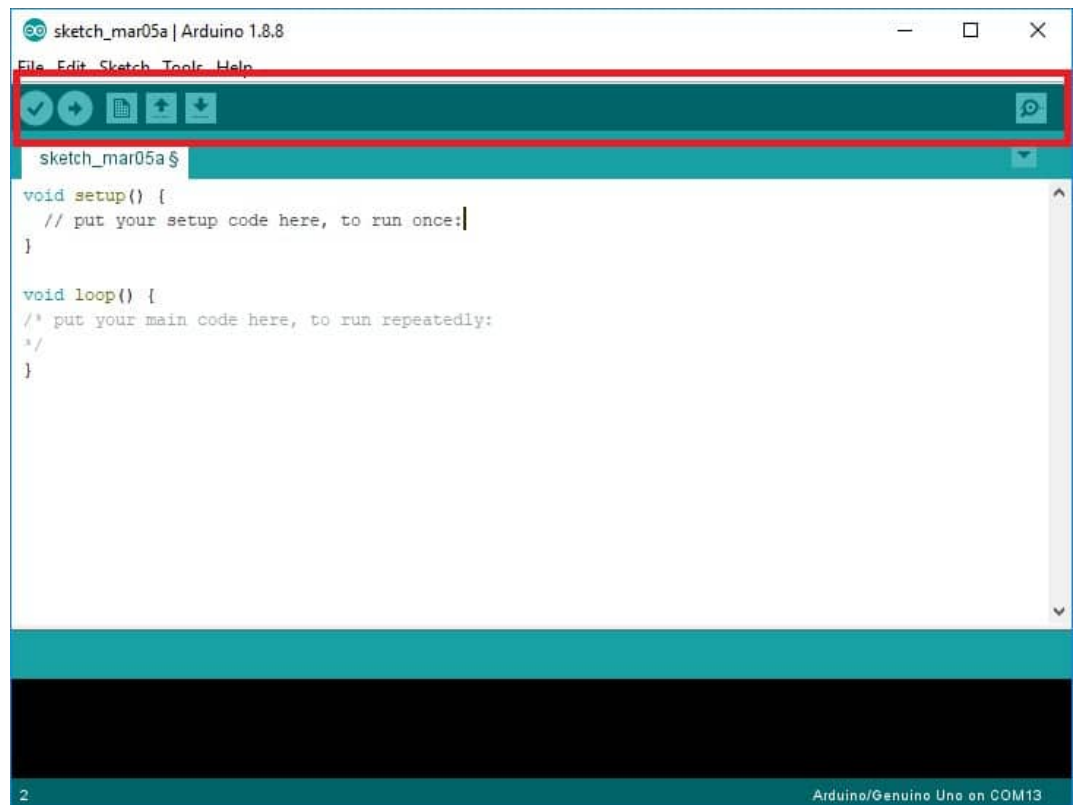 sketch_mar05a | Arduino 1.8.8
File Edit Sketch Tools Help
sketch_mar05a §
void setup() {
  // put your setup code here, to run once:
}
void loop() {
/* put your main code here, to run repeatedly:
*/
}
2
Arduino/Genuino Uno on COM13